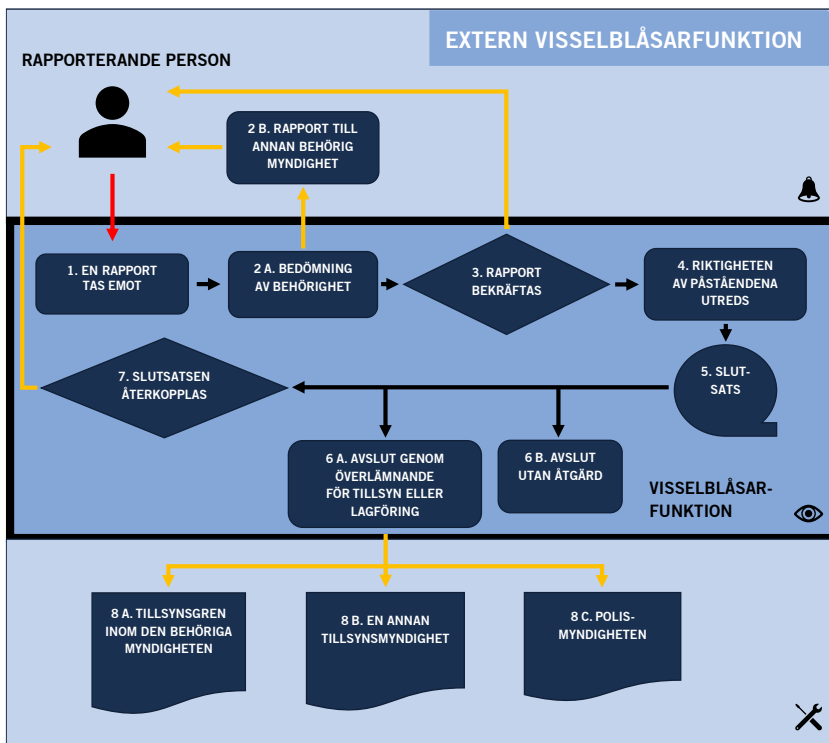 EXTERN VISSELBLÅSARFUNKTION
RAPPORTERANDE PERSON
2 B. RAPPORT TILL
ANNAN BEHÖRIG
MYNDIGHET
1. EN RAPPORT
TAS EMOT
2 A. BEDÖMNING
AV BEHÖRIGHET
3. RAPPORT
BEKRÄFTAS
4. RIKTIGHETEN
AV PÅSTÅENDENA
UTREDS
5. SLUT-
SATS
7. SLUTSATSEN
ÅTERKOPPLAS
6 A. AVSLUT GENOM
ÖVERLÄMNANDE
FÖR TILLSYN ELLER
LAGFÖRING
6 B. AVSLUT
UTAN ÅTGÄRD
VISSELBLÅSAR-
FUNKTION
8 A. TILLSYNSGREN
INOM DEN BEHÖRIGA
MYNDIGHETEN
8 B. EN ANNAN
TILLSYNSMYNDIGHET
8 C. POLIS-
MYNDIGHETEN